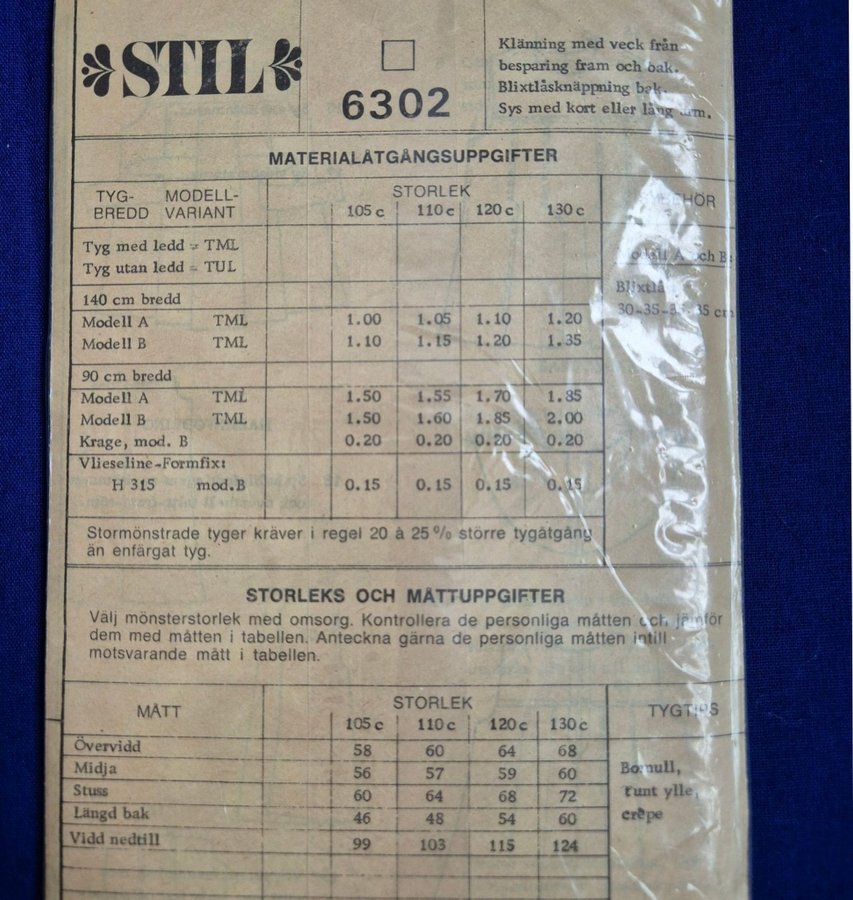 STIL
6302
Klänning med veck från
besparing fram och bak.
Blixtlåsknäppning bak.
Sys med kort eller lång arm.
MATERIALÅTGÅNGSUPPGIFTER
TYG- MODELL- STORLEK
BREDD VARIANT 105 c 110 c 120 c 130 c
Tyg med ledd = TML
Tyg utan ledd = TUL
och B:
140 cm bredd
Modell A TML 1.00 1.05 1.10 1.20 30-35- 35 cm
Modell B TML 1.10 1.15 1.20 1.35
90 cm bredd
Modell A TML 1.50 1.55 1.70 1.85
Modell B TML 1.50 1.60 1.85 2.00
Krage, mod. B 0.20 0.20 0.20 0.20
Vlieseline-Formfix:
H 315 mod.B 0.15 0.15 0.15 0.15
Stormönstrade tyger kräver i regel 20 à 25 % större tygåtgång
än enfärgat tyg.
STORLEKS OCH MÅTTUPPGIFTER
Välj mönsterstorlek med omsorg. Kontrollera de personliga måtten och jämför
dem med måtten i tabellen. Anteckna gärna de personliga måtten intill
motsvarande mått i tabellen.
MÅTT STORLEK TYGTIPS
105 c 110 c 120 c 130 c
Övervidd 58 60 64 68
Midja 56 57 59 60 Bomull,
Stuss 60 64 68 72 tunt ylle,
Längd bak 46 48 54 60 crêpe
Vidd nedtill 99 103 115 124